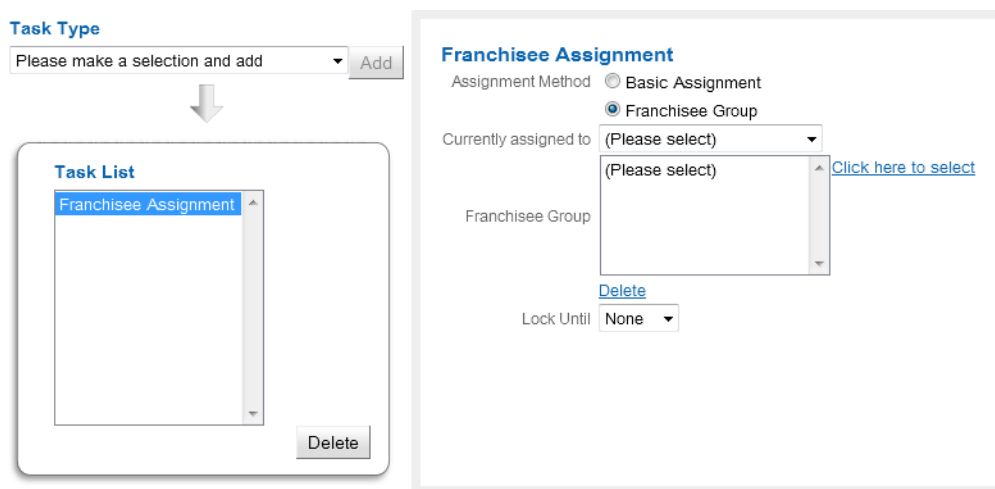 Task Type
Please make a selection and add
Add
Task List
Franchisee Assignment
Delete
Franchisee Assignment
Assignment Method Basic Assignment
Franchisee Group
Currently assigned to (Please select)
(Please select) Click here to select
Franchisee Group
Delete
Lock Until None